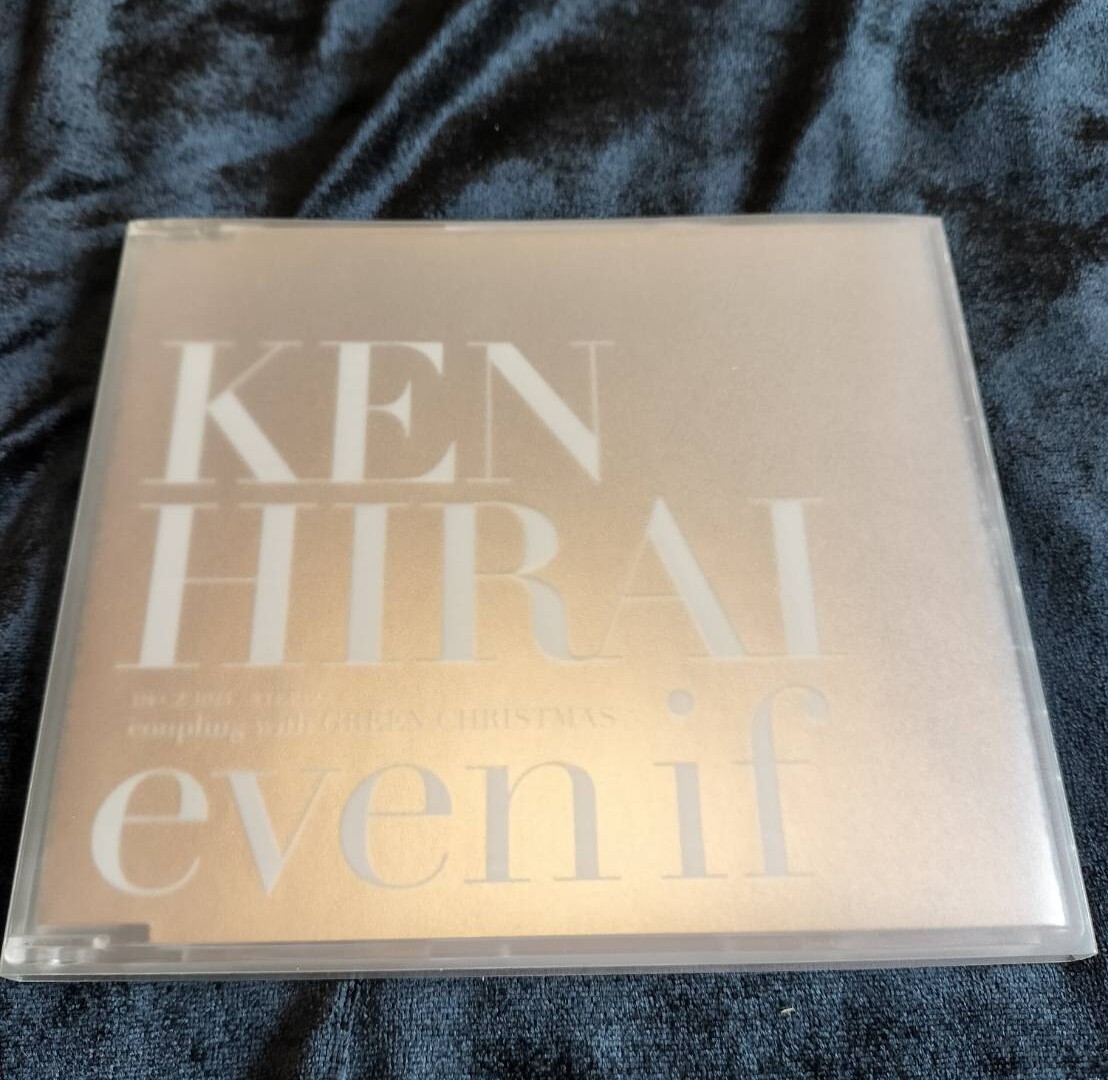 KEN
HIRAI
coupling with GREEN CHRISTMAS
even if